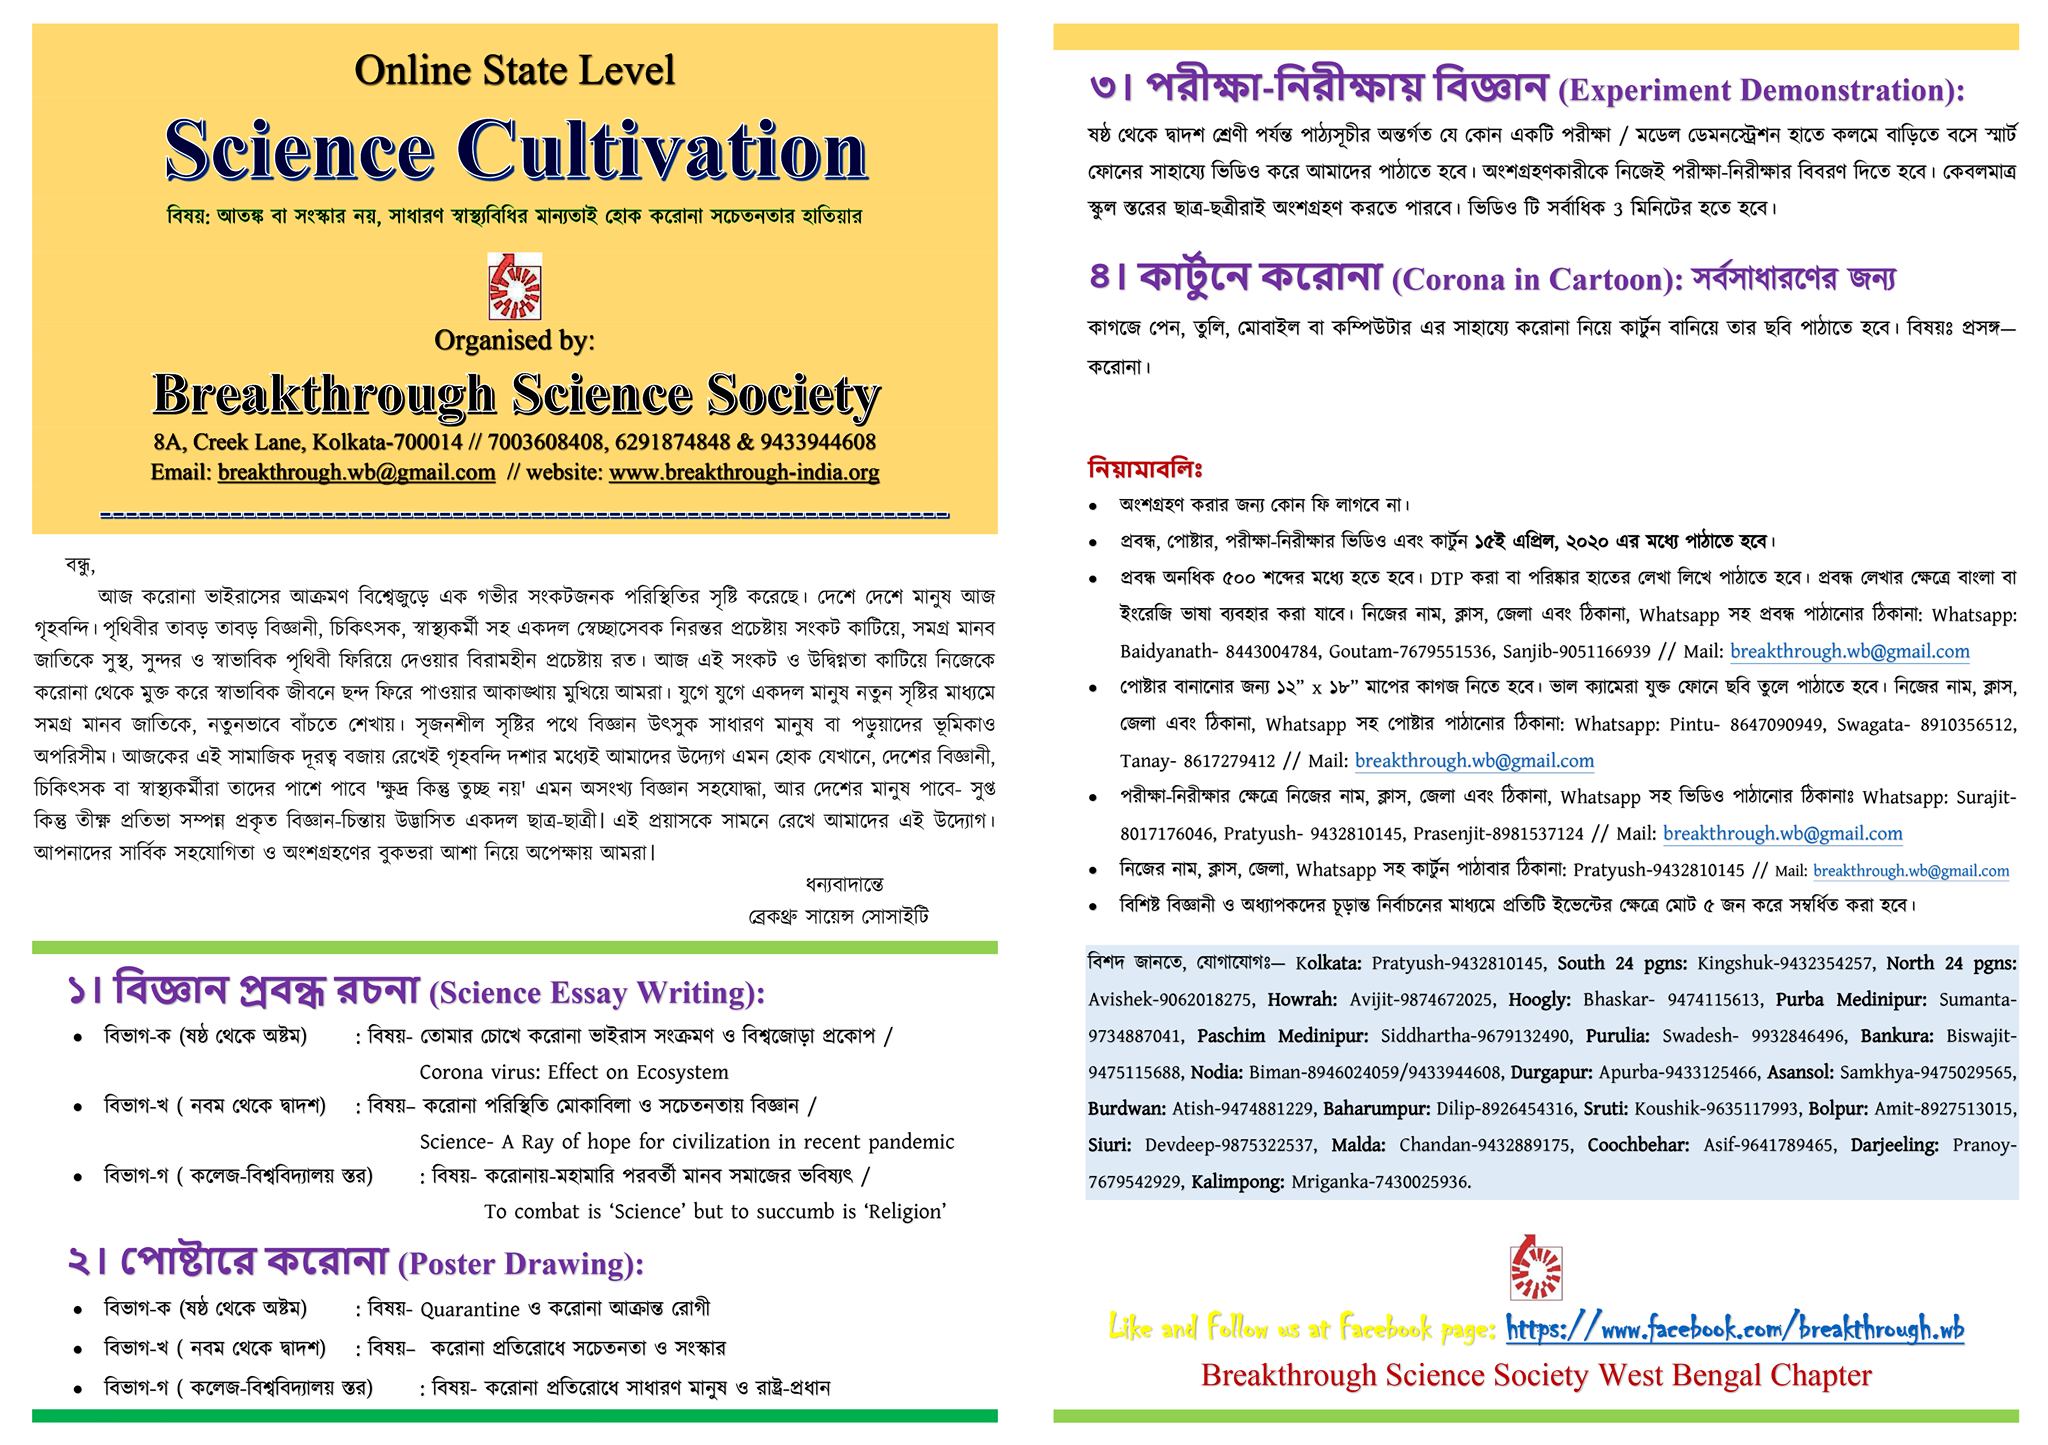 Online State Level
Science Cultivation
বিষয়: আতঙ্ক বা সংস্কার নয়, সাধারণ স্বাস্থ্যবিধির মান্যতাই হোক করোনা সচেতনতার হাতিয়ার
Organised by:
Breakthrough Science Society
8A, Creek Lane, Kolkata-700014 // 7003608408, 6291874848 & 9433944608
Email: breakthrough.wb@gmail.com // website: www.breakthrough-india.org
বন্ধু,
আজ করোনা ভাইরাসের আক্রমণ বিশ্বেজুড়ে এক গভীর সংকটজনক পরিস্থিতির সৃষ্টি করেছে। দেশে দেশে মানুষ আজ
গৃহবন্দি। পৃথিবীর তাবড় তাবড় বিজ্ঞানী, চিকিৎসক, স্বাস্থ্যকর্মী সহ একদল স্বেচ্ছাসেবক নিরন্তর প্রচেষ্টায় সংকট কাটিয়ে, সমগ্র মানব
জাতিকে সুস্থ, সুন্দর ও স্বাভাবিক পৃথিবী ফিরিয়ে দেওয়ার বিরামহীন প্রচেষ্টায় রত। আজ এই সংকট ও উদ্বিগ্নতা কাটিয়ে নিজেকে
করোনা থেকে মুক্ত করে স্বাভাবিক জীবনে ছন্দ ফিরে পাওয়ার আকাঙ্খায় মুখিয়ে আমরা। যুগে যুগে একদল মানুষ নতুন সৃষ্টির মাধ্যমে
সমগ্র মানব জাতিকে, নতুনভাবে বাঁচতে শেখায়। সৃজনশীল সৃষ্টির পথে বিজ্ঞান উৎসুক সাধারণ মানুষ বা পড়ুয়াদের ভূমিকাও
অপরিসীম। আজকের এই সামাজিক দূরত্ব বজায় রেখেই গৃহবন্দি দশার মধ্যেই আমাদের উদ্যেগ এমন হোক যেখানে, দেশের বিজ্ঞানী,
চিকিৎসক বা স্বাস্থ্যকর্মীরা তাদের পাশে পাবে 'ক্ষুদ্র কিন্তু তুচ্ছ নয়' এমন অসংখ্য বিজ্ঞান সহযোদ্ধা, আর দেশের মানুষ পাবে- সুপ্ত
কিন্তু তীক্ষ্ণ প্রতিভা সম্পন্ন প্রকৃত বিজ্ঞান-চিন্তায় উদ্ভাসিত একদল ছাত্র-ছাত্রী| এই প্রয়াসকে সামনে রেখে আমাদের এই উদ্যোগ।
আপনাদের সার্বিক সহযোগিতা ও অংশগ্রহণের বুকভরা আশা নিয়ে অপেক্ষায় আমরা|
ধন্যবাদান্তে
ব্রেকথ্রু সায়েন্স সোসাইটি
১। বিজ্ঞান প্রবন্ধ রচনা (Science Essay Writing):
• বিভাগ-ক (ষষ্ঠ থেকে অষ্টম) : বিষয়- তোমার চোখে করোনা ভাইরাস সংক্রমণ ও বিশ্বজোড়া প্রকোপ /
Corona virus: Effect on Ecosystem
• বিভাগ-খ ( নবম থেকে দ্বাদশ) : বিষয়– করোনা পরিস্থিতি মোকাবিলা ও সচেতনতায় বিজ্ঞান /
Science- A Ray of hope for civilization in recent pandemic
• বিভাগ-গ ( কলেজ-বিশ্ববিদ্যালয় স্তর) : বিষয়- করোনায়-মহামারি পরবর্তী মানব সমাজের ভবিষ্যৎ /
To combat is ‘Science’ but to succumb is ‘Religion’
২। পোষ্টারে করোনা (Poster Drawing):
• বিভাগ-ক (ষষ্ঠ থেকে অষ্টম) : বিষয়- Quarantine ও করোনা আক্রান্ত রোগী
• বিভাগ-খ ( নবম থেকে দ্বাদশ) : বিষয়– করোনা প্রতিরোধে সচেতনতা ও সংস্কার
• বিভাগ-গ ( কলেজ-বিশ্ববিদ্যালয় স্তর) : বিষয়- করোনা প্রতিরোধে সাধারণ মানুষ ও রাষ্ট্র-প্রধান
৩। পরীক্ষা-নিরীক্ষায় বিজ্ঞান (Experiment Demonstration):
ষষ্ঠ থেকে দ্বাদশ শ্রেণী পর্যন্ত পাঠ্যসূচীর অন্তর্গত যে কোন একটি পরীক্ষা / মডেল ডেমনস্ট্রেশন হাতে কলমে বাড়িতে বসে স্মার্ট
ফোনের সাহায্যে ভিডিও করে আমাদের পাঠাতে হবে। অংশগ্রহণকারীকে নিজেই পরীক্ষা-নিরীক্ষার বিবরণ দিতে হবে। কেবলমাত্র
স্কুল স্তরের ছাত্র-ছত্রীরাই অংশগ্রহণ করতে পারবে। ভিডিও টি সর্বাধিক 3 মিনিটের হতে হবে।
৪। কার্টুনে করোনা (Corona in Cartoon): সর্বসাধারণের জন্য
কাগজে পেন, তুলি, মোবাইল বা কম্পিউটার এর সাহায্যে করোনা নিয়ে কার্টুন বানিয়ে তার ছবি পাঠাতে হবে। বিষয়ঃ প্রসঙ্গ—
করোনা।
নিয়ামাবলিঃ
• অংশগ্রহণ করার জন্য কোন ফি লাগবে না।
• প্রবন্ধ, পোষ্টার, পরীক্ষা-নিরীক্ষার ভিডিও এবং কার্টুন ১৫ই এপ্রিল, ২০২০ এর মধ্যে পাঠাতে হবে।
• প্রবন্ধ অনধিক ৫০০ শব্দের মধ্যে হতে হবে। DTP করা বা পরিষ্কার হাতের লেখা লিখে পাঠাতে হবে। প্রবন্ধ লেখার ক্ষেত্রে বাংলা বা
ইংরেজি ভাষা ব্যবহার করা যাবে। নিজের নাম, ক্লাস, জেলা এবং ঠিকানা, Whatsapp সহ প্রবন্ধ পাঠানোর ঠিকানা: Whatsapp:
Baidyanath- 8443004784, Goutam-7679551536, Sanjib-9051166939 // Mail: breakthrough.wb@gmail.com
• পোষ্টার বানানোর জন্য ১২” x ১৮” মাপের কাগজ নিতে হবে। ভাল ক্যামেরা যুক্ত ফোনে ছবি তুলে পাঠাতে হবে। নিজের নাম, ক্লাস,
জেলা এবং ঠিকানা, Whatsapp সহ পোষ্টার পাঠানোর ঠিকানা: Whatsapp: Pintu- 8647090949, Swagata- 8910356512,
Tanay- 8617279412 // Mail: breakthrough.wb@gmail.com
• পরীক্ষা-নিরীক্ষার ক্ষেত্রে নিজের নাম, ক্লাস, জেলা এবং ঠিকানা, Whatsapp সহ ভিডিও পাঠানোর ঠিকানাঃ Whatsapp: Surajit-
8017176046, Pratyush- 9432810145, Prasenjit-8981537124 // Mail: breakthrough.wb@gmail.com
• নিজের নাম, ক্লাস, জেলা, Whatsapp সহ কার্টুন পাঠাবার ঠিকানা: Pratyush-9432810145 // Mail: breakthrough.wb@gmail.com
• বিশিষ্ট বিজ্ঞানী ও অধ্যাপকদের চূড়ান্ত নির্বাচনের মাধ্যমে প্রতিটি ইভেন্টের ক্ষেত্রে মোট ৫ জন করে সম্বর্ধিত করা হবে।
বিশদ জানতে, যোগাযোগঃ— Kolkata: Pratyush-9432810145, South 24 pgns: Kingshuk-9432354257, North 24 pgns:
Avishek-9062018275, Howrah: Avijit-9874672025, Hoogly: Bhaskar- 9474115613, Purba Medinipur: Sumanta-
9734887041, Paschim Medinipur: Siddhartha-9679132490, Purulia: Swadesh- 9932846496, Bankura: Biswajit-
9475115688, Nodia: Biman-8946024059/9433944608, Durgapur: Apurba-9433125466, Asansol: Samkhya-9475029565,
Burdwan: Atish-9474881229, Baharumpur: Dilip-8926454316, Sruti: Koushik-9635117993, Bolpur: Amit-8927513015,
Siuri: Devdeep-9875322537, Malda: Chandan-9432889175, Coochbehar: Asif-9641789465, Darjeeling: Pranoy-
7679542929, Kalimpong: Mriganka-7430025936.
Like and Follow us at Facebook page: https://www.facebook.com/breakthrough.wb
Breakthrough Science Society West Bengal Chapter